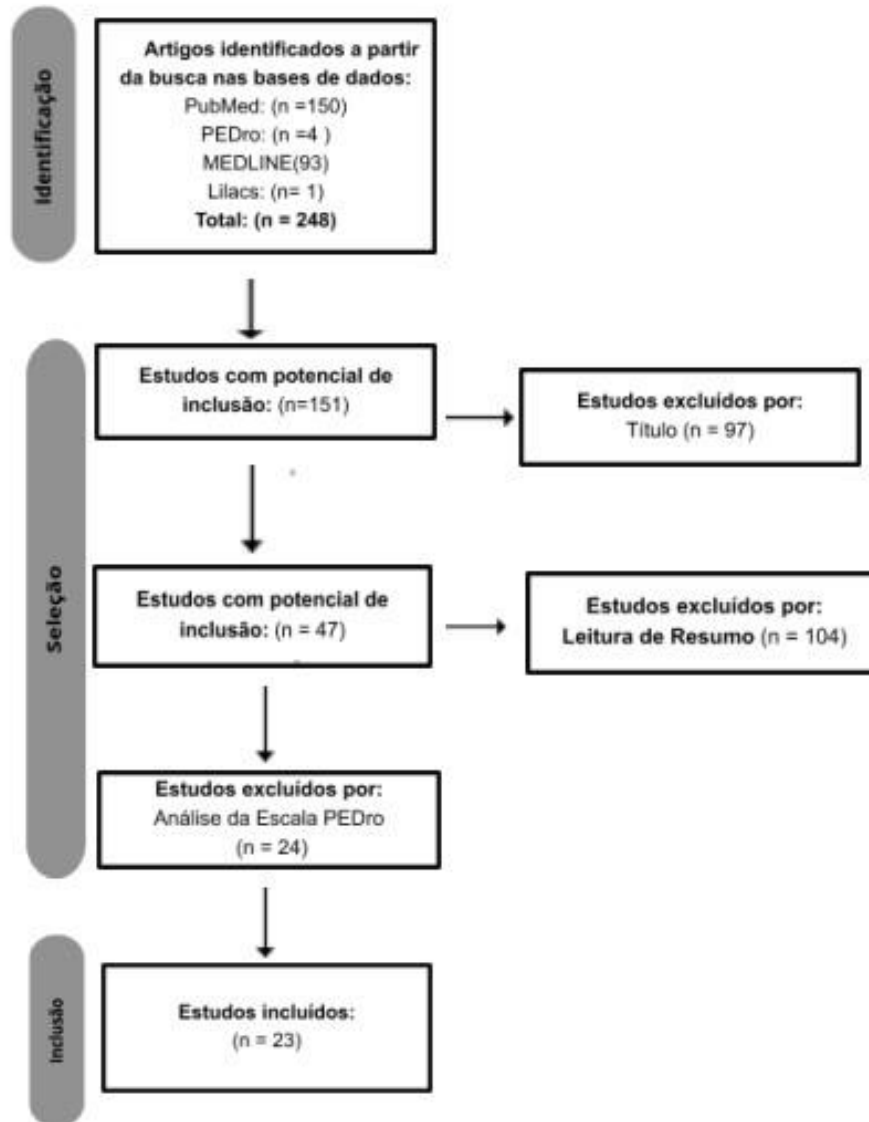 Identificação
Artigos identificados a partir
da busca nas bases de dados:
PubMed: (n =150)
PEDro: (n =4 )
MEDLINE(93)
Lilacs: (n= 1)
Total: (n = 248)
Seleção
Estudos com potencial de
inclusão: (n=151)
Estudos excluídos por:
Título (n = 97)
Estudos com potencial de
inclusão: (n = 47)
Estudos excluídos por:
Leitura de Resumo (n = 104)
Estudos excluídos por:
Análise da Escala PEDro
(n = 24)
Inclusão
Estudos incluídos:
(n = 23)